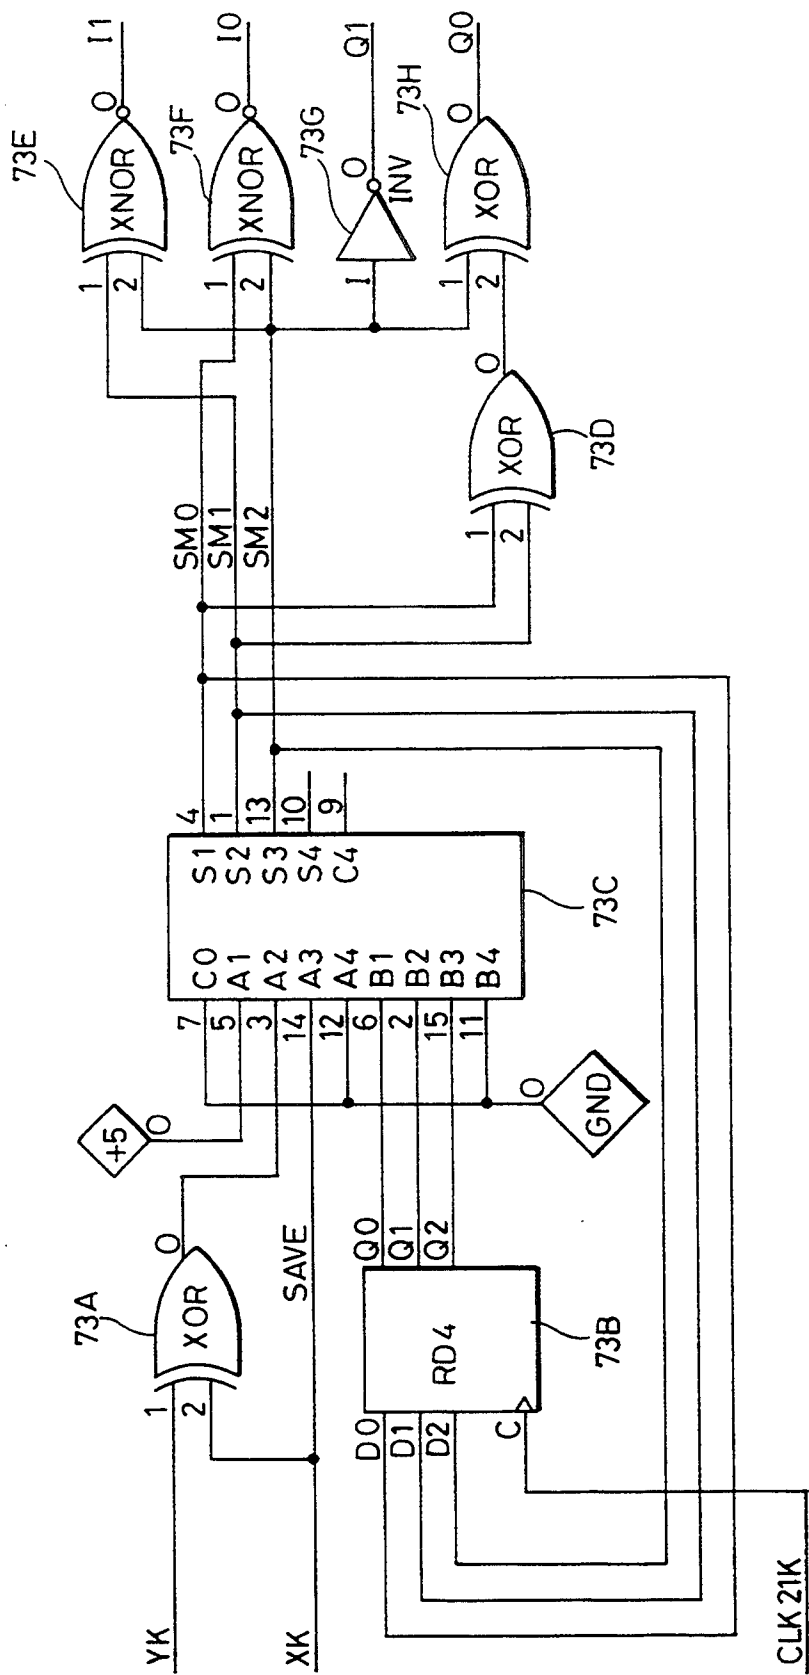 YK
XK
CLK 21K
1
2
XOR
O
73A
SAVE
+5
O
D0
D1
D2
C
RD4
Q0
Q1
Q2
73B
GND
O
7
5
3
14
12
6
2
15
11
C0
A1
A2
A3
A4
B1
B2
B3
B4
S1
S2
S3
S4
C4
4
1
13
10
9
73C
SM0
SM1
SM2
1
2
XOR
O
73D
1
2
XNOR
O
I1
73E
1
2
XNOR
O
I0
73F
I
INV
O
Q1
73G
1
2
XOR
O
Q0
73H